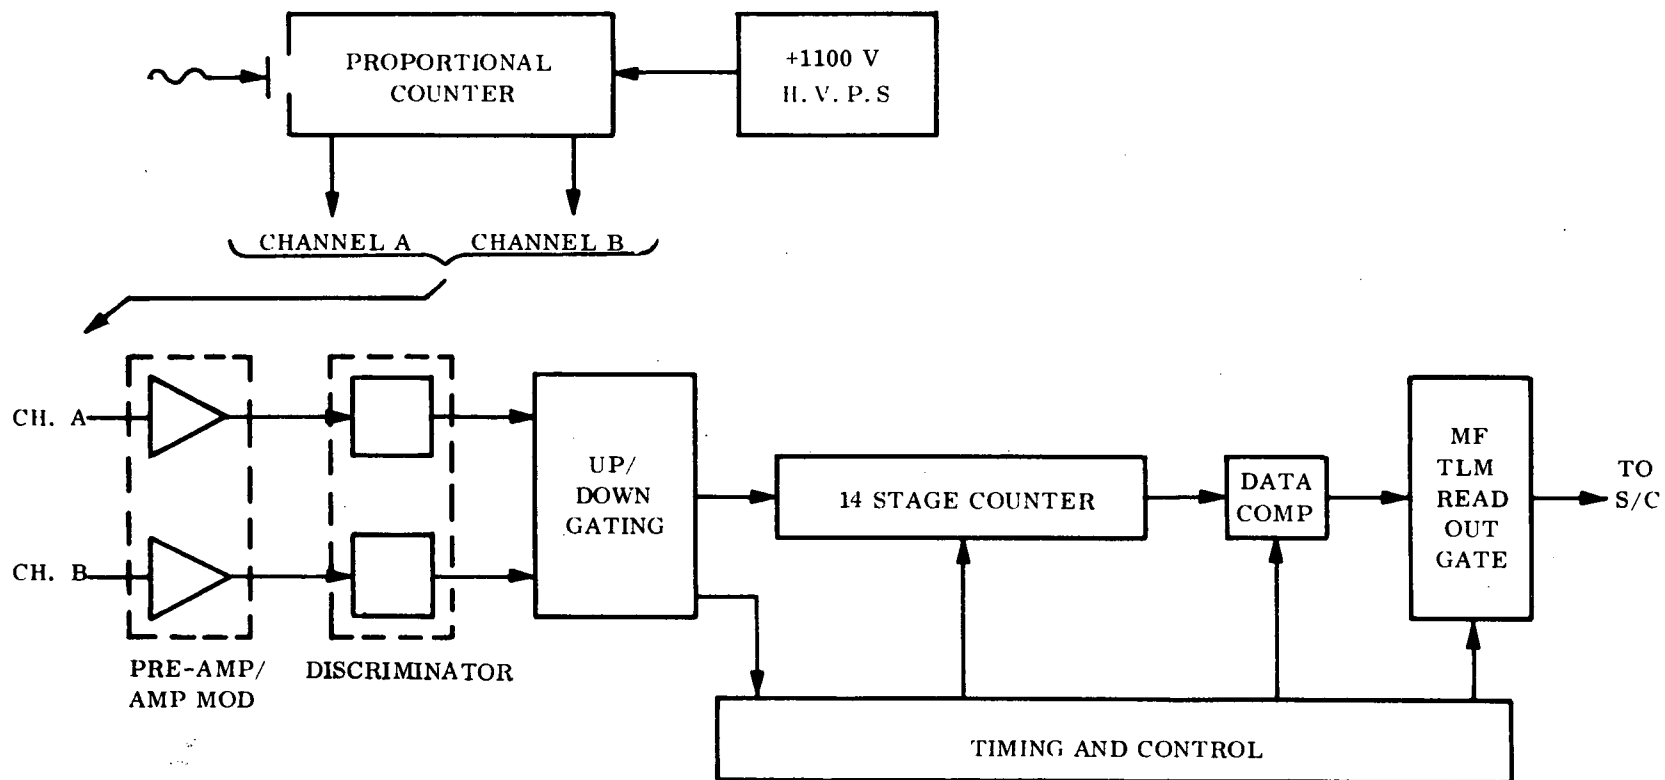 PROPORTIONAL
COUNTER
+1100 V
H. V. P. S
CHANNEL A
CHANNEL B
CH. A
CH. B
PRE-AMP/
AMP MOD
DISCRIMINATOR
UP/
DOWN
GATING
14 STAGE COUNTER
DATA
COMP
MF
TLM
READ
OUT
GATE
TO
S/C
TIMING AND CONTROL